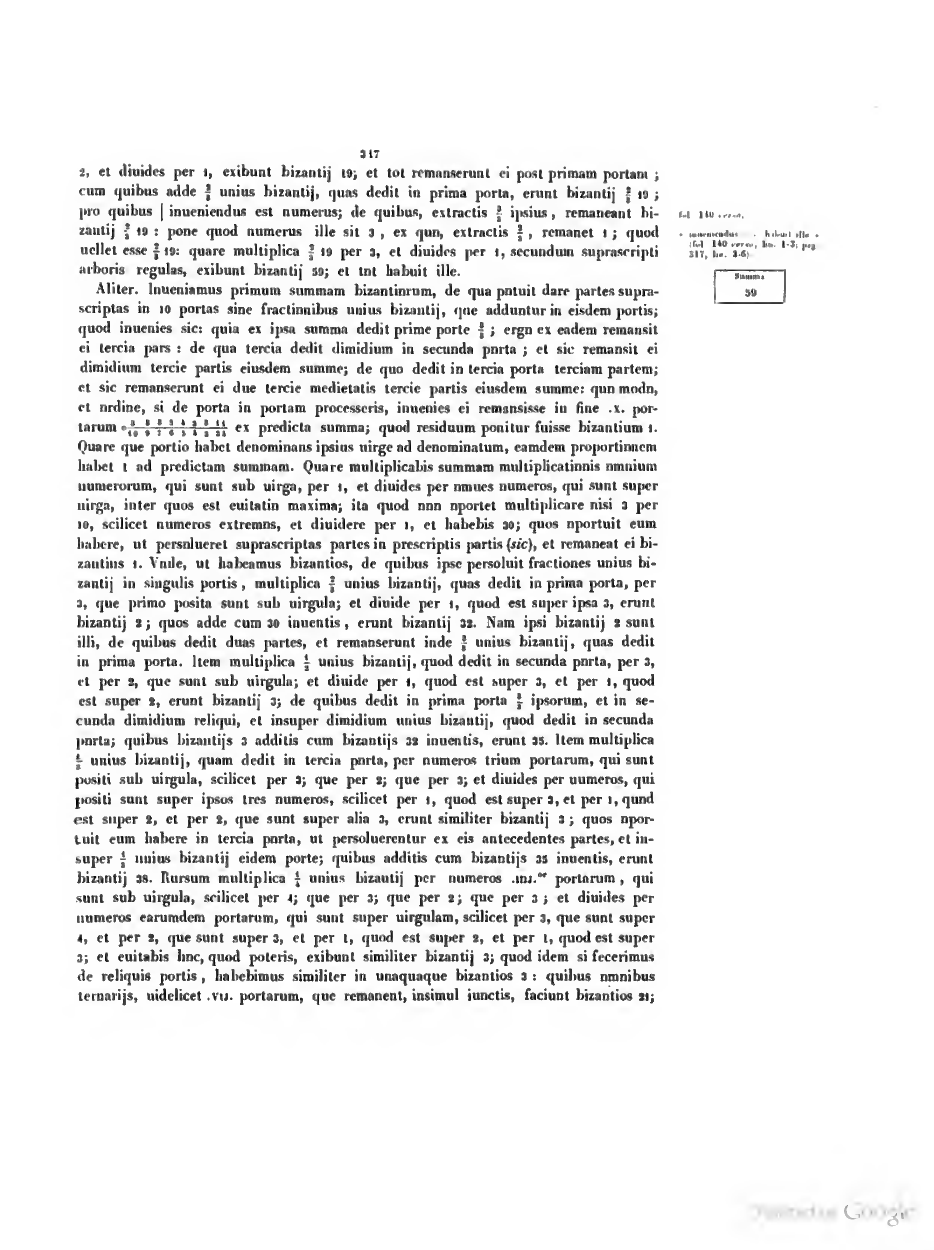 317
2, et diuides per 1, exibunt bizantij 19; et tot remanserunt ei post primam portam ;
cum quibus adde 2/3 unius bizantij, quas dedit in prima porta, erunt bizantij 2/3 19 ;
pro quibus | inueniendus est numerus; de quibus, extractis 2/3 ipsius , remaneant bi-
zantij 2/3 19 : pone quod numerus ille sit 3 , ex quo, extractis 2/3 , remanet 1 ; quod
uellet esse 2/3 19: quare multiplica 2/3 19 per 3, et diuides per 1, secundum suprascripti
arboris regulas, exibunt bizantij 59; et tot habuit ille.
Aliter. Inueniamus primum summam bizantinrum, de qua potuit dare partes supra-
scriptas in 10 portas sine fractionibus unius bizantij, que adduntur in eisdem portis;
quod inuenies sic: quia ex ipsa summa dedit prime porte 2/3 ; ergo ex eadem remansit
ei tercia pars : de qua tercia dedit dimidium in secunda porta ; et sic remansit ei
dimidium tercie partis eiusdem summe; de quo dedit in tercia porta terciam partem;
et sic remanserunt ei due tercie medietatis tercie partis eiusdem summe: quo modo,
et ordine, si de porta in portam processeris, inuenies ei remansisse in fine .x. por-
tarum ex predicta summa; quod residuum ponitur fuisse bizantium 1.
Quare que portio habet denominans ipsius uirge ad denominatum, eamdem proportionem
habet 1 ad predictam summam. Quare multiplicabis summam multiplicationis omnium
numerorum, qui sunt sub uirga, per 1, et diuides per omues numeros, qui sunt super
uirga, inter quos est euitatio maxima; ita quod non oportet multiplicare nisi 3 per
10, scilicet numeros extremos, et diuidere per 1, et habebis 30; quos oportuit eum
habere, ut persolueret suprascriptas partes in prescriptis partis (sic), et remaneat ei bi-
zantius 1. Vnde, ut habeamus bizantios, de quibus ipse persoluit fractiones unius bi-
zantij in singulis portis , multiplica 2/3 unius bizantij, quas dedit in prima porta, per
3, que primo posita sunt sub uirgula; et diuide per 1, quod est super ipsa 3, erunt
bizantij 2; quos adde cum 30 inuentis , erunt bizantij 32. Nam ipsi bizantij 2 sunt
illi, de quibus dedit duas partes, et remanserunt inde 2/3 unius bizantij, quas dedit
in prima porta. Item multiplica 1/2 unius bizantij, quod dedit in secunda porta, per 3,
et per 2, que sunt sub uirgula; et diuide per 1, quod est super 3, et per 1, quod
est super 2, erunt bizantij 3; de quibus dedit in prima porta 2/3 ipsorum, et in se-
cunda dimidium reliqui, et insuper dimidium unius bizantij, quod dedit in secunda
porta; quibus bizantijs 3 additis cum bizantijs 32 inuentis, erunt 35. Item multiplica
1/3 unius bizantij, quam dedit in tercia porta, per numeros trium portarum, qui sunt
positi sub uirgula, scilicet per 3; que per 2; que per 3; et diuides per numeros, qui
positi sunt super ipsos tres numeros, scilicet per 1, quod est super 3, et per 1, quod
est super 2, et per 2, que sunt super alia 3, erunt similiter bizantij 3 ; quos opor-
tuit eum habere in tercia porta, ut persoluerentur ex eis antecedentes partes, et in-
super 1/3 unius bizantij eidem porte; quibus additis cum bizantijs 35 inuentis, erunt
bizantij 38. Rursum multiplica 1/4 unius bizantij per numeros .IIIJ.or portarum , qui
sunt sub uirgula, scilicet per 4; que per 3; que per 2; que per 3 ; et diuides per
numeros earumdem portarum, qui sunt super uirgulam, scilicet per 3, que sunt super
4, et per 2, que sunt super 3, et per 1, quod est super 2, et per 1, quod est super
3; et euitabis hoc, quod poteris, exibunt similiter bizantij 3; quod idem si fecerimus
de reliquis portis , habebimus similiter in unaquaque bizantios 3 : quibus omnibus
ternarijs, uidelicet .VIJ. portarum, que remanent, insimul iunctis, faciunt bizantios 21;
fol. 140 verso.
« inueniendus . . . habuit ille »
(fol. 140 verso, lin. 1-3; pag.
317, lin. 3-6)
Summa
59
Google